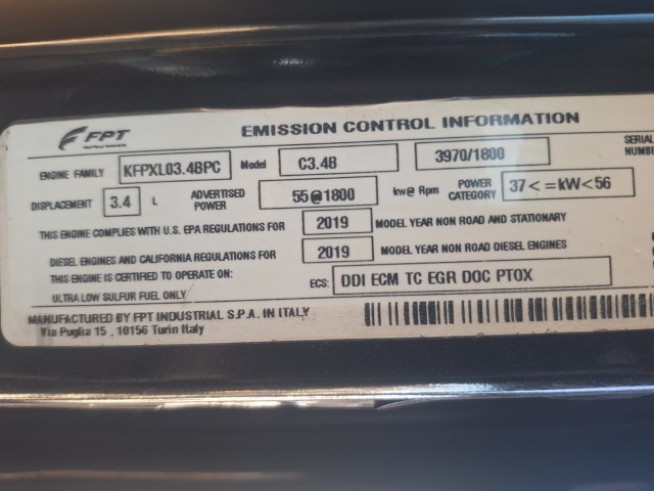 FPT EMISSION CONTROL INFORMATION
ENGINE FAMILY KFPXL03.4BPC Model C3.4B 3970/1800 SERIAL NUMBE
DISPLACEMENT 3.4 L ADVERTISED POWER 55@1800 kw@ Rpm POWER CATEGORY 37<=kW<56
THIS ENGINE COMPLIES WITH U.S. EPA REGULATIONS FOR 2019 MODEL YEAR NON ROAD AND STATIONARY
DIESEL ENGINES AND CALIFORNIA REGULATIONS FOR 2019 MODEL YEAR NON ROAD DIESEL ENGINES
THIS ENGINE IS CERTIFIED TO OPERATE ON: ECS: DDI ECM TC EGR DOC PTOX
ULTRA LOW SULFUR FUEL ONLY
MANUFACTURED BY FPT INDUSTRIAL S.P.A. IN ITALY
Via Puglia 15 , 10156 Turin Italy